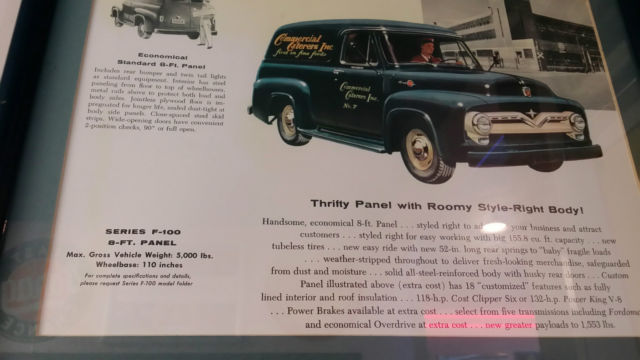 Commercial
Caterers Inc
first in fine foods
Commercial
Caterers Inc.
No. 7
Economical
Standard 8-Ft. Panel
Includes rear bumper and twin tail lights
as standard equipment. Interior has steel
paneling from floor to top of wheelhouses,
metal rails above to protect both load and
body sides. Jointless plywood floor is im-
pregnated for longer life, sealed dust-tight at
body side panels. Close-spaced steel skid
strips. Wide-opening doors have convenient
2-position checks, 90° or full open.
SERIES F-100
8-FT. PANEL
Max. Gross Vehicle Weight: 5,000 lbs.
Wheelbase: 110 inches
For complete specifications and details,
please request Series F-100 model folder
Thrifty Panel with Roomy Style-Right Body!
Handsome, economical 8-ft. Panel . . . styled right to your business and attract
customers . . . styled right for easy working with big 155.8 cu. ft. capacity . . . new
tubeless tires . . . new easy ride with new 52-in. long rear springs to "baby" fragile loads
. . . weather-stripped throughout to deliver fresh-looking merchandise, safeguarded
from dust and moisture . . . solid all-steel-reinforced body with husky rear doors . . . Custom
Panel illustrated above (extra cost) has 18 "customized" features such as fully
lined interior and roof insulation . . . 118-h.p. Cost Clipper Six or 132-h.p. Power King V-8
. . . Power Brakes available at extra cost . . . select from five transmissions including Fordoma
and economical Overdrive at extra cost . . . new greater payloads to 1,553 lbs.